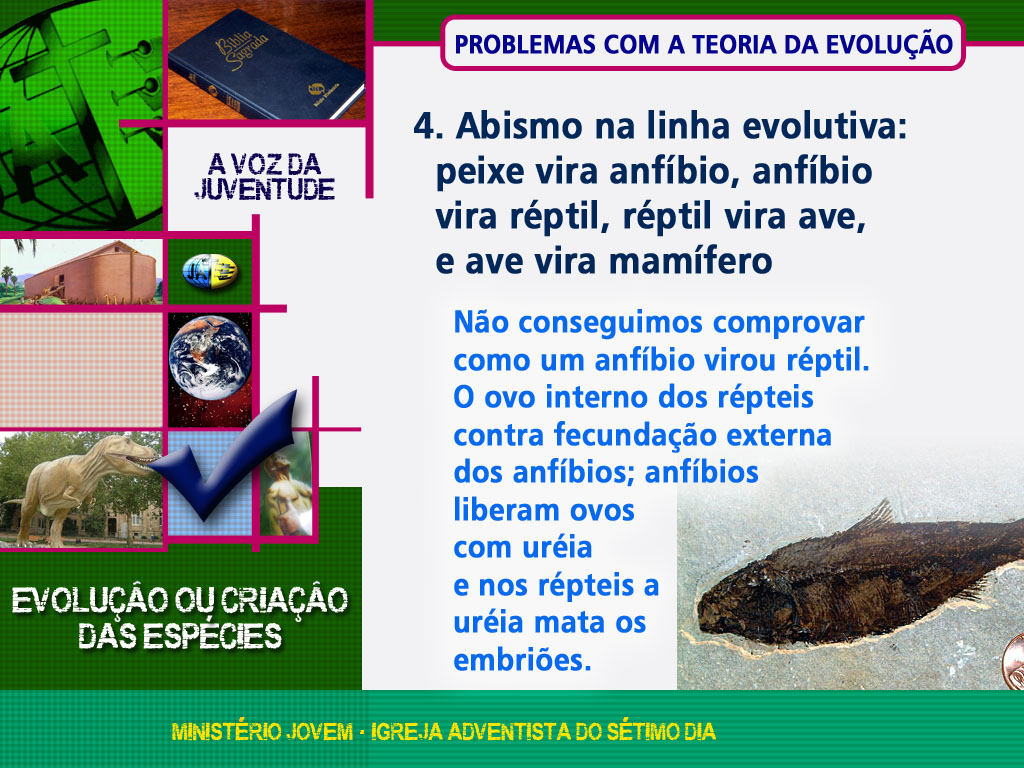 Bíblia
Sagrada
PROBLEMAS COM A TEORIA DA EVOLUÇÃO
A VOZ DA
JUVENTUDE
JA
4. Abismo na linha evolutiva:
peixe vira anfíbio, anfíbio
vira réptil, réptil vira ave,
e ave vira mamífero
Não conseguimos comprovar
como um anfíbio virou réptil.
O ovo interno dos répteis
contra fecundação externa
dos anfíbios; anfíbios
liberam ovos
com uréia
e nos répteis a
uréia mata os
embriões.
EVOLUÇÃO OU CRIAÇÃO
DAS ESPÉCIES
MINISTÉRIO JOVEM - IGREJA ADVENTISTA DO SÉTIMO DIA